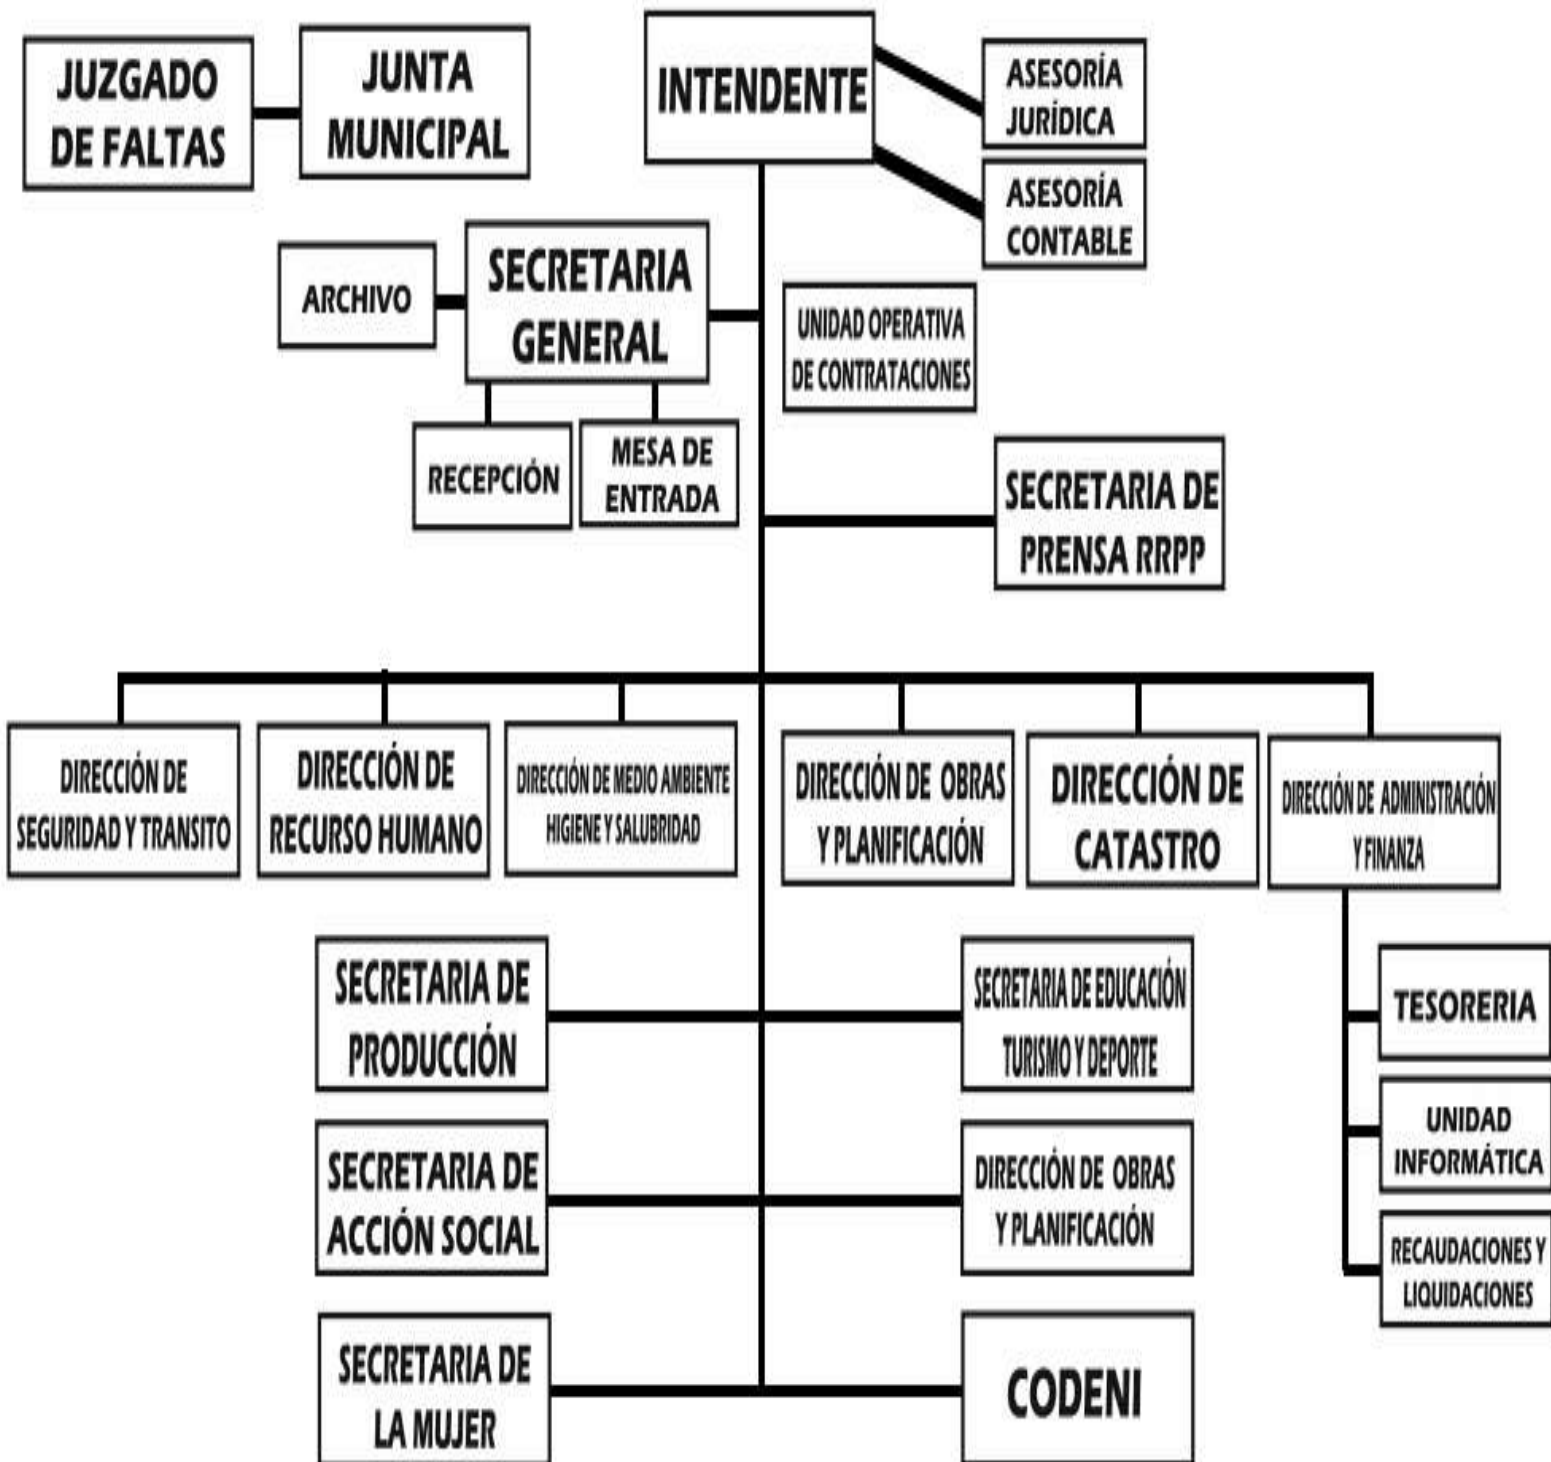 JUZGADO
DE FALTAS
JUNTA
MUNICIPAL
INTENDENTE
ASESORÍA
JURÍDICA
ASESORÍA
CONTABLE
ARCHIVO
SECRETARIA
GENERAL
UNIDAD OPERATIVA
DE CONTRATACIONES
RECEPCIÓN
MESA DE
ENTRADA
SECRETARIA DE
PRENSA RRPP
DIRECCIÓN DE
SEGURIDAD Y TRANSITO
DIRECCIÓN DE
RECURSO HUMANO
DIRECCIÓN DE MEDIO AMBIENTE
HIGIENE Y SALUBRIDAD
DIRECCIÓN DE OBRAS
Y PLANIFICACIÓN
DIRECCIÓN DE
CATASTRO
DIRECCIÓN DE ADMINISTRACIÓN
Y FINANZA
SECRETARIA DE
PRODUCCIÓN
SECRETARIA DE EDUCACIÓN
TURISMO Y DEPORTE
TESORERIA
SECRETARIA DE
ACCIÓN SOCIAL
DIRECCIÓN DE OBRAS
Y PLANIFICACIÓN
UNIDAD
INFORMÁTICA
RECAUDACIONES Y
LIQUIDACIONES
SECRETARIA DE
LA MUJER
CODENI